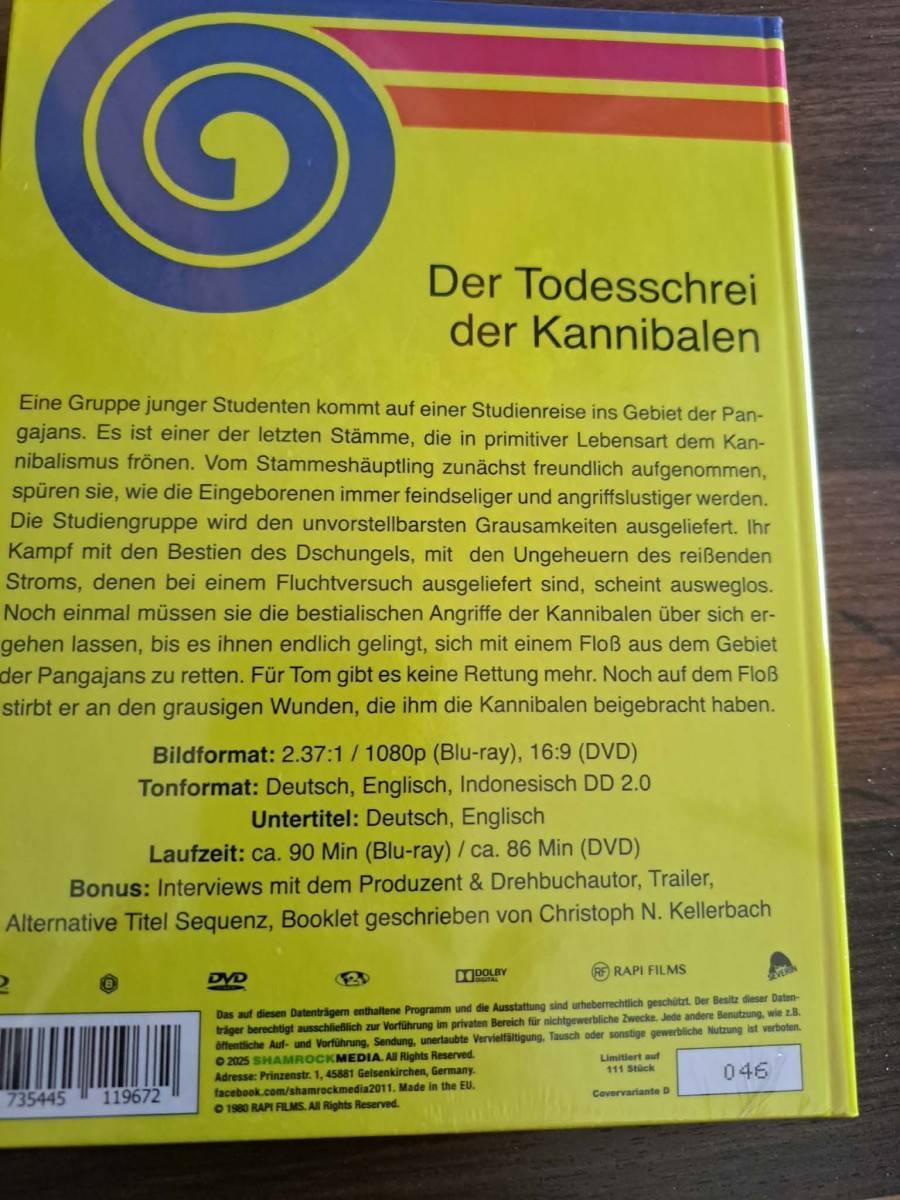 Der Todesschrei
der Kannibalen
Eine Gruppe junger Studenten kommt auf einer Studienreise ins Gebiet der Pan-
gajans. Es ist einer der letzten Stämme, die in primitiver Lebensart dem Kan-
nibalismus frönen. Vom Stammeshäuptling zunächst freundlich aufgenommen,
spüren sie, wie die Eingeborenen immer feindseliger und angriffslustiger werden.
Die Studiengruppe wird den unvorstellbarsten Grausamkeiten ausgeliefert. Ihr
Kampf mit den Bestien des Dschungels, mit den Ungeheuern des reißenden
Stroms, denen bei einem Fluchtversuch ausgeliefert sind, scheint ausweglos.
Noch einmal müssen sie die bestialischen Angriffe der Kannibalen über sich er-
gehen lassen, bis es ihnen endlich gelingt, sich mit einem Floß aus dem Gebiet
der Pangajans zu retten. Für Tom gibt es keine Rettung mehr. Noch auf dem Floß
stirbt er an den grausigen Wunden, die ihm die Kannibalen beigebracht haben.
Bildformat: 2.37:1 / 1080p (Blu-ray), 16:9 (DVD)
Tonformat: Deutsch, Englisch, Indonesisch DD 2.0
Untertitel: Deutsch, Englisch
Laufzeit: ca. 90 Min (Blu-ray) / ca. 86 Min (DVD)
Bonus: Interviews mit dem Produzent & Drehbuchautor, Trailer,
Alternative Titel Sequenz, Booklet geschrieben von Christoph N. Kellerbach
B DVD 2 DOLBY DIGITAL RF RAPI FILMS SEVERIN
Das auf diesen Datenträgern enthaltene Programm und die Ausstattung sind urheberrechtlich geschützt. Der Besitz dieser Daten-
träger berechtigt ausschließlich zur Vorführung im privaten Bereich für nichtgewerbliche Zwecke. Jede andere Benutzung, wie z.B.
öffentliche Auf- und Vorführung, Sendung, unerlaubte Vervielfältigung, Tausch oder sonstige gewerbliche Nutzung ist verboten.
© 2025 SHAMROCKMEDIA. All Rights Reserved.
Adresse: Prinzenstr. 1, 45881 Gelsenkirchen, Germany.
facebook.com/shamrockmedia2011. Made in the EU.
© 1980 RAPI FILMS. All Rights Reserved.
Limitiert auf
111 Stück
Covervariante D
046
735445 119672